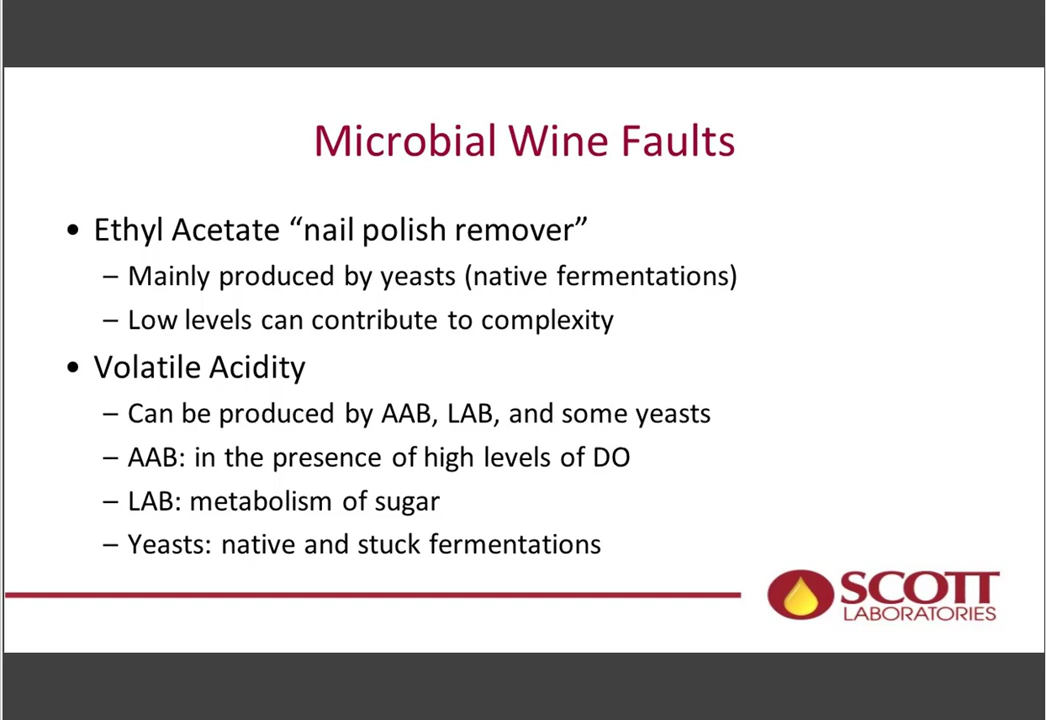 Microbial Wine Faults
• Ethyl Acetate “nail polish remover”
– Mainly produced by yeasts (native fermentations)
– Low levels can contribute to complexity
• Volatile Acidity
– Can be produced by AAB, LAB, and some yeasts
– AAB: in the presence of high levels of DO
– LAB: metabolism of sugar
– Yeasts: native and stuck fermentations
SCOTT
LABORATORIES